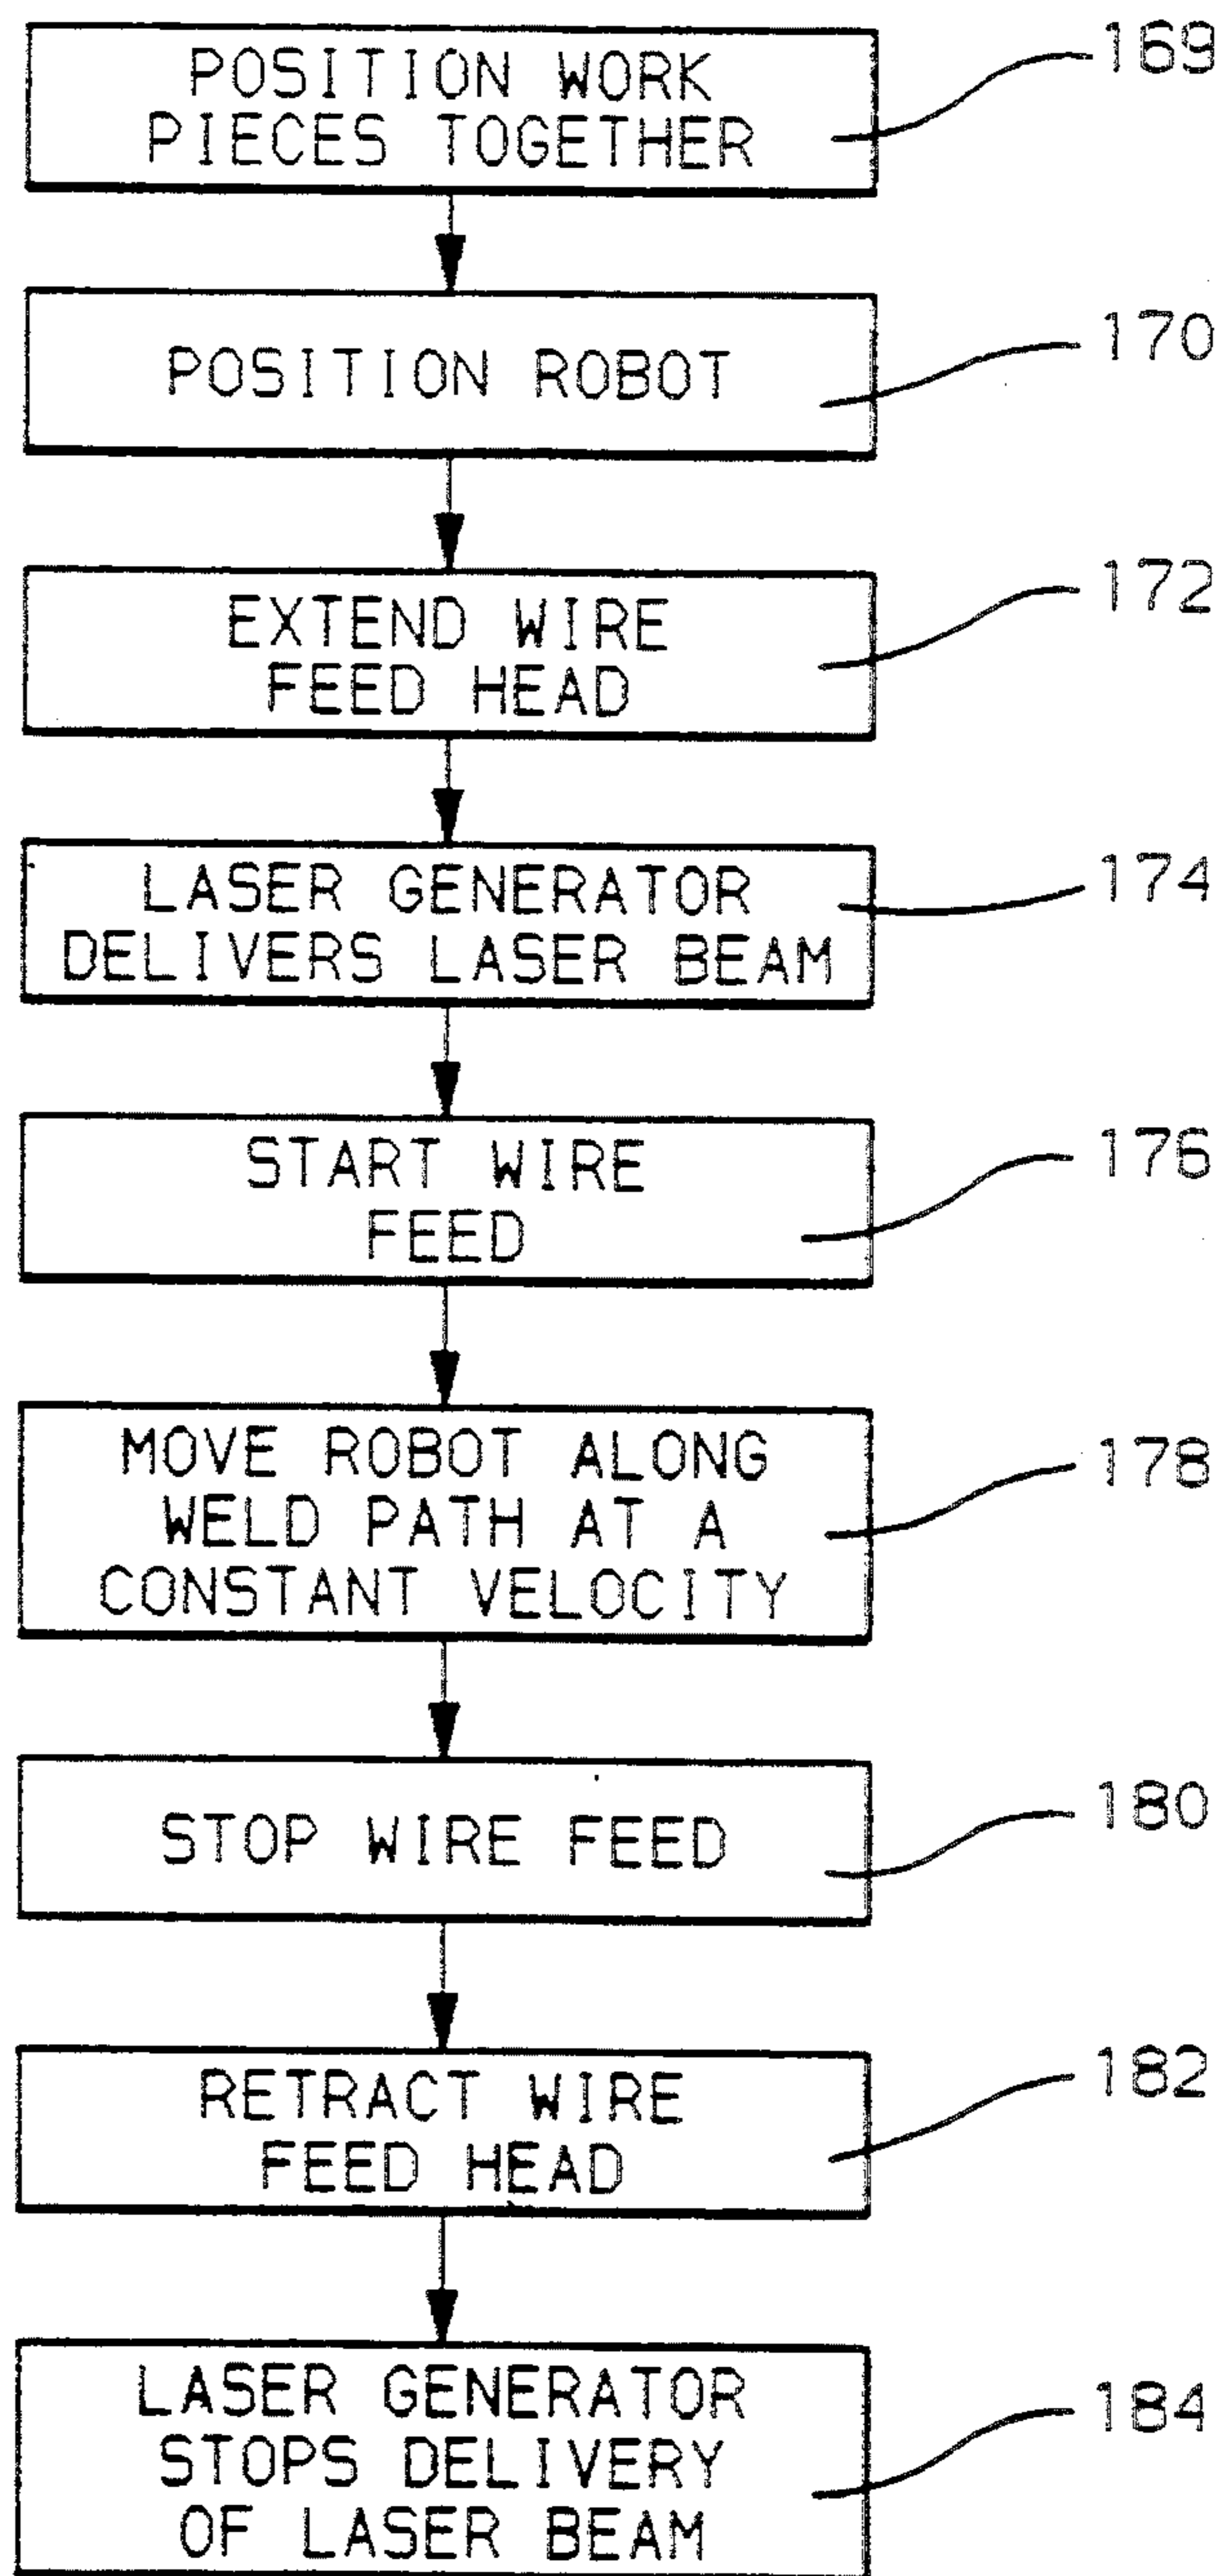 POSITION WORK
PIECES TOGETHER
169
POSITION ROBOT
170
EXTEND WIRE
FEED HEAD
172
LASER GENERATOR
DELIVERS LASER BEAM
174
START WIRE
FEED
176
MOVE ROBOT ALONG
WELD PATH AT A
CONSTANT VELOCITY
178
STOP WIRE FEED
180
RETRACT WIRE
FEED HEAD
182
LASER GENERATOR
STOPS DELIVERY
OF LASER BEAM
184